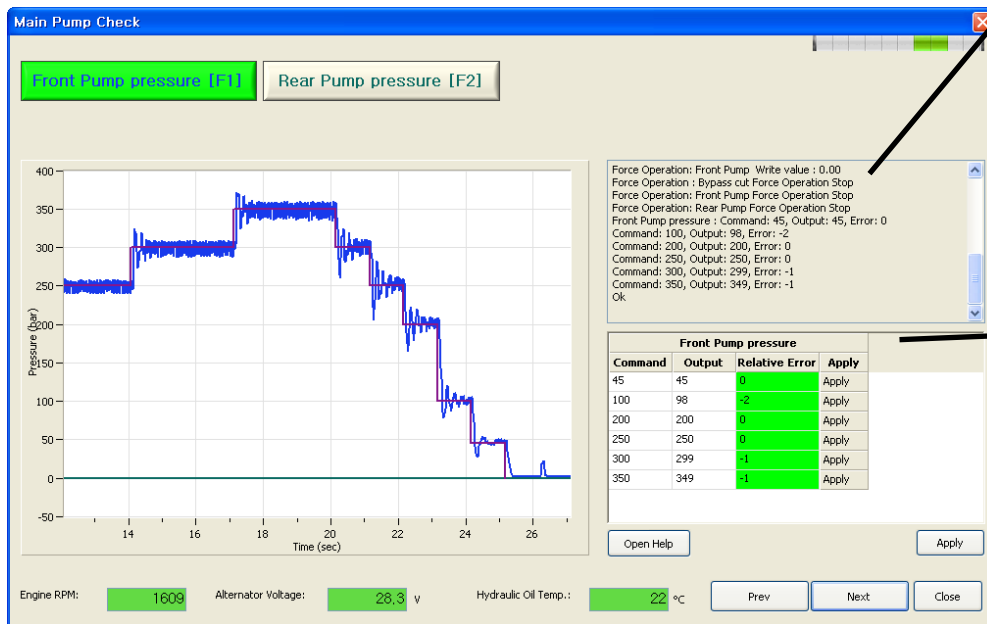 Main Pump Check
Front Pump pressure [F1]
Rear Pump pressure [F2]
400
350
300
250
200
150
100
50
0
-50
Pressure (bar)
14 16 18 20 22 24 26
Time (sec)
Force Operation: Front Pump Write value : 0.00
Force Operation : Bypass cut Force Operation Stop
Force Operation: Front Pump Force Operation Stop
Force Operation: Rear Pump Force Operation Stop
Front Pump pressure : Command: 45, Output: 45, Error: 0
Command: 100, Output: 98, Error: -2
Command: 200, Output: 200, Error: 0
Command: 250, Output: 250, Error: 0
Command: 300, Output: 299, Error: -1
Command: 350, Output: 349, Error: -1
Ok
Front Pump pressure
Command Output Relative Error Apply
45 45 0 Apply
100 98 -2 Apply
200 200 0 Apply
250 250 0 Apply
300 299 -1 Apply
350 349 -1 Apply
Open Help
Apply
Engine RPM: 1609 Alternator Voltage: 28,3 V Hydraulic Oil Temp.: 22 °C
Prev
Next
Close